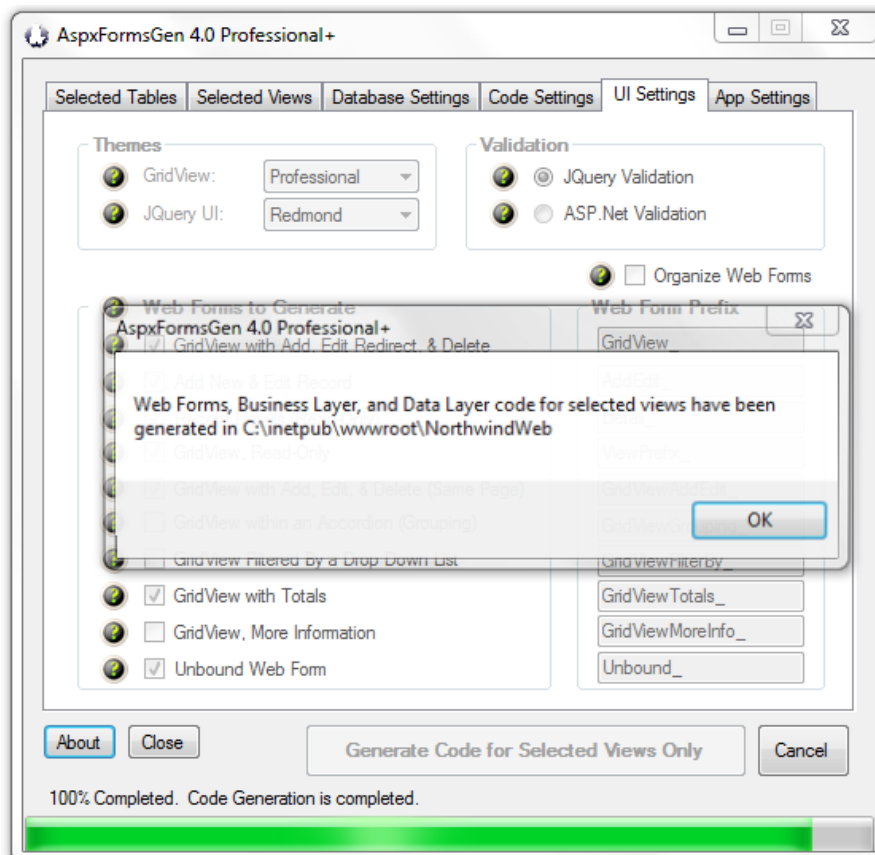 AspxFormsGen 4.0 Professional+
Selected Tables Selected Views Database Settings Code Settings UI Settings App Settings
Themes Validation
GridView: Professional JQuery Validation
JQuery UI: Redmond ASP.Net Validation
Organize Web Forms
Web Forms to Generate Web Form Prefix
AspxFormsGen 4.0 Professional+
GridView with Add, Edit Redirect, & Delete GridView_
Add New & Edit Record AddEdit_
Web Forms, Business Layer, and Data Layer code for selected views have been
generated in C:\inetpub\wwwroot\NorthwindWeb
GridView, Read-Only ViewPrefix_
GridView with Add, Edit, & Delete (Same Page) GridViewAddEdit_
OK
GridView within an Accordion (Grouping) GridViewGrouping_
GridView Filtered By a Drop Down List GridViewFilterBy_
GridView with Totals GridViewTotals_
GridView, More Information GridViewMoreInfo_
Unbound Web Form Unbound_
About Close Generate Code for Selected Views Only Cancel
100% Completed. Code Generation is completed.